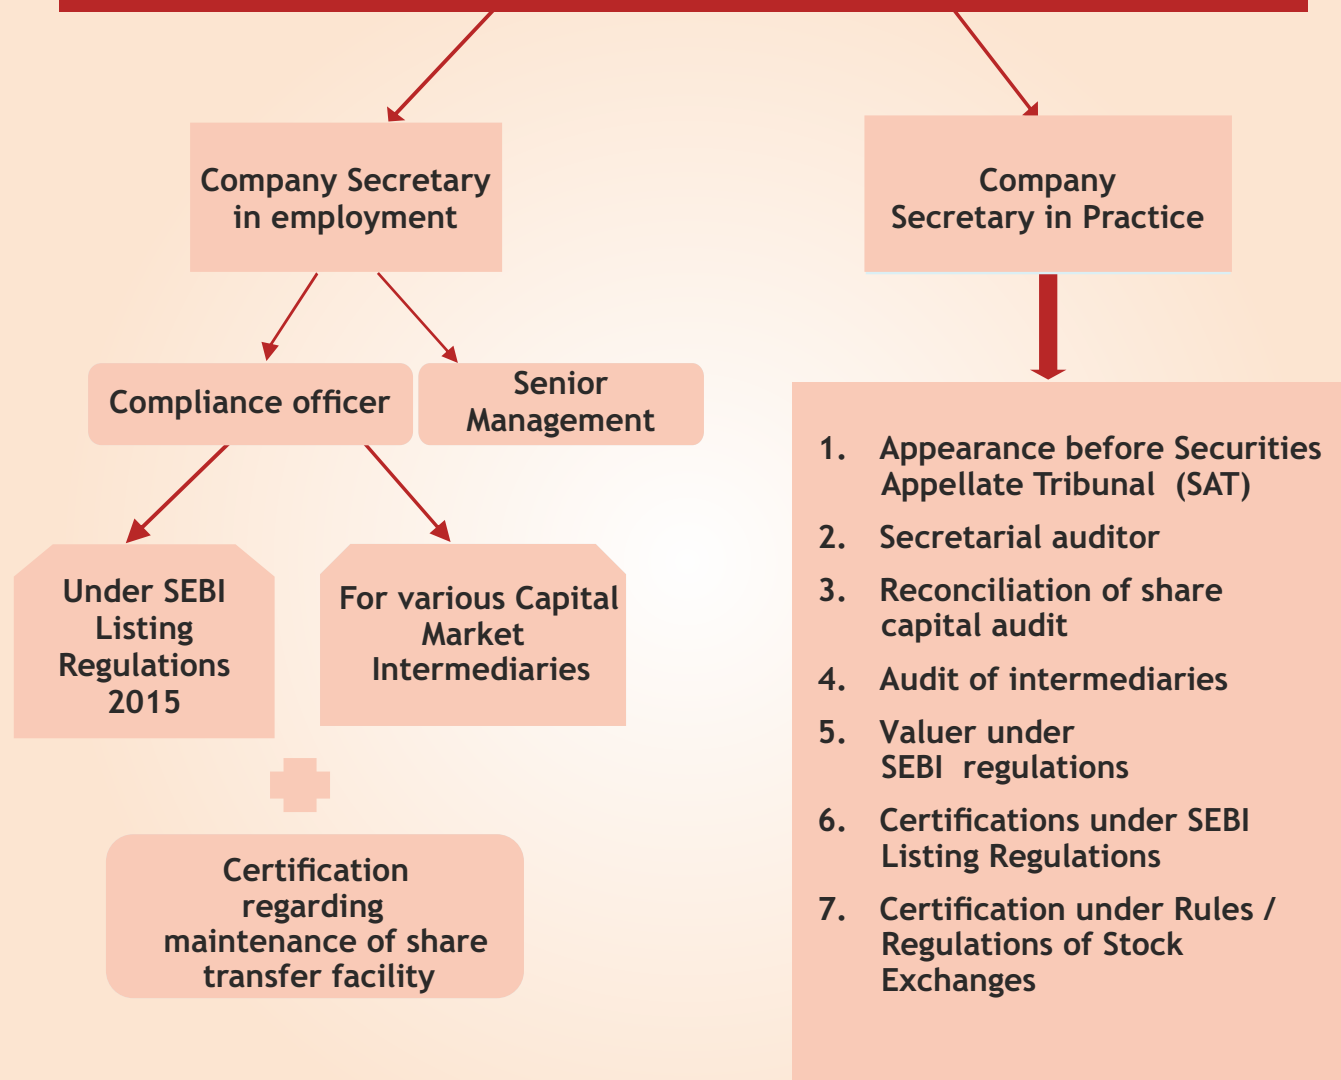 Company Secretary
in employment
Company
Secretary in Practice
Compliance officer
Senior
Management
Under SEBI
Listing
Regulations
2015
For various Capital
Market
Intermediaries
Certification
regarding
maintenance of share
transfer facility
1. Appearance before Securities
Appellate Tribunal (SAT)
2. Secretarial auditor
3. Reconciliation of share
capital audit
4. Audit of intermediaries
5. Valuer under
SEBI regulations
6. Certifications under SEBI
Listing Regulations
7. Certification under Rules /
Regulations of Stock
Exchanges